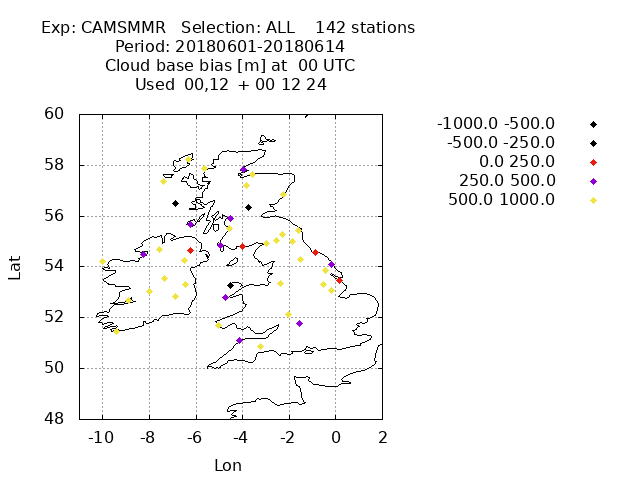 Exp: CAMSMMR   Selection: ALL    142 stations
Period: 20180601-20180614
Cloud base bias [m] at  00 UTC
Used  00,12  + 00 12 24
-1000.0 -500.0
-500.0 -250.0
0.0 250.0
250.0 500.0
500.0 1000.0
60
58
56
54
52
50
48
Lat
-10 -8 -6 -4 -2 0 2
Lon